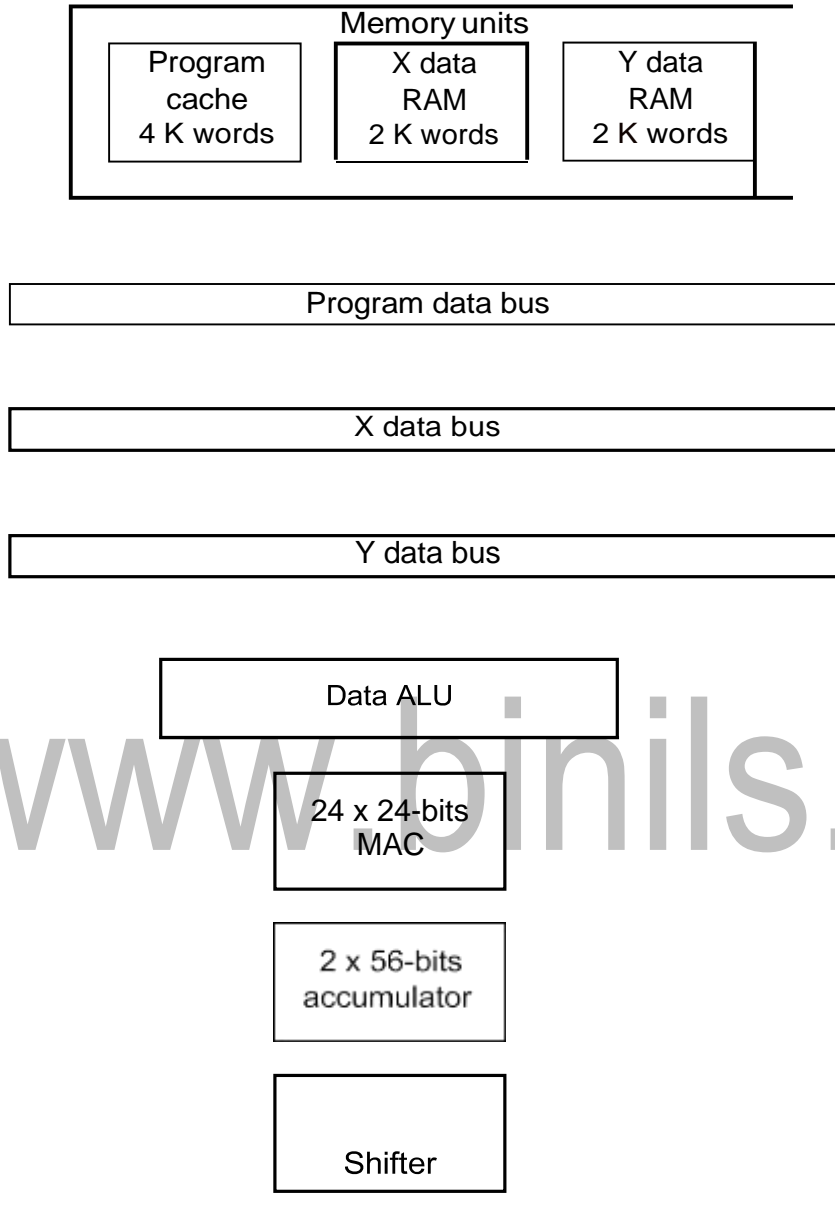 Memory units
Program
cache
4 K words
X data
RAM
2 K words
Y data
RAM
2 K words
Program data bus
X data bus
Y data bus
Data ALU
www.binils.
24 x 24-bits
MAC
2 x 56-bits
accumulator
Shifter